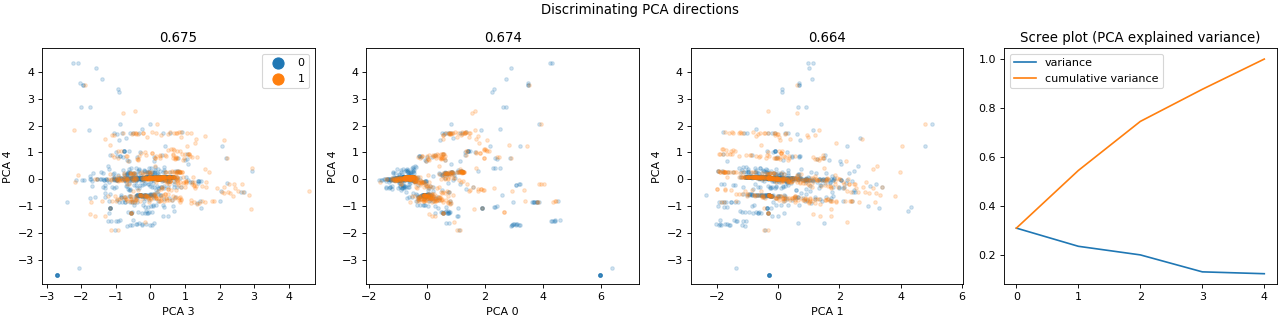 Discriminating PCA directions
0.675
0
1
4
3
2
1
0
−1
−2
−3
PCA 4
−3 −2 −1 0 1 2 3 4
PCA 3
0.674
4
3
2
1
0
−1
−2
−3
PCA 4
−2 0 2 4 6
PCA 0
0.664
4
3
2
1
0
−1
−2
−3
PCA 4
−2 0 2 4 6
PCA 1
Scree plot (PCA explained variance)
variance
cumulative variance
1.0
0.8
0.6
0.4
0.2
0 1 2 3 4